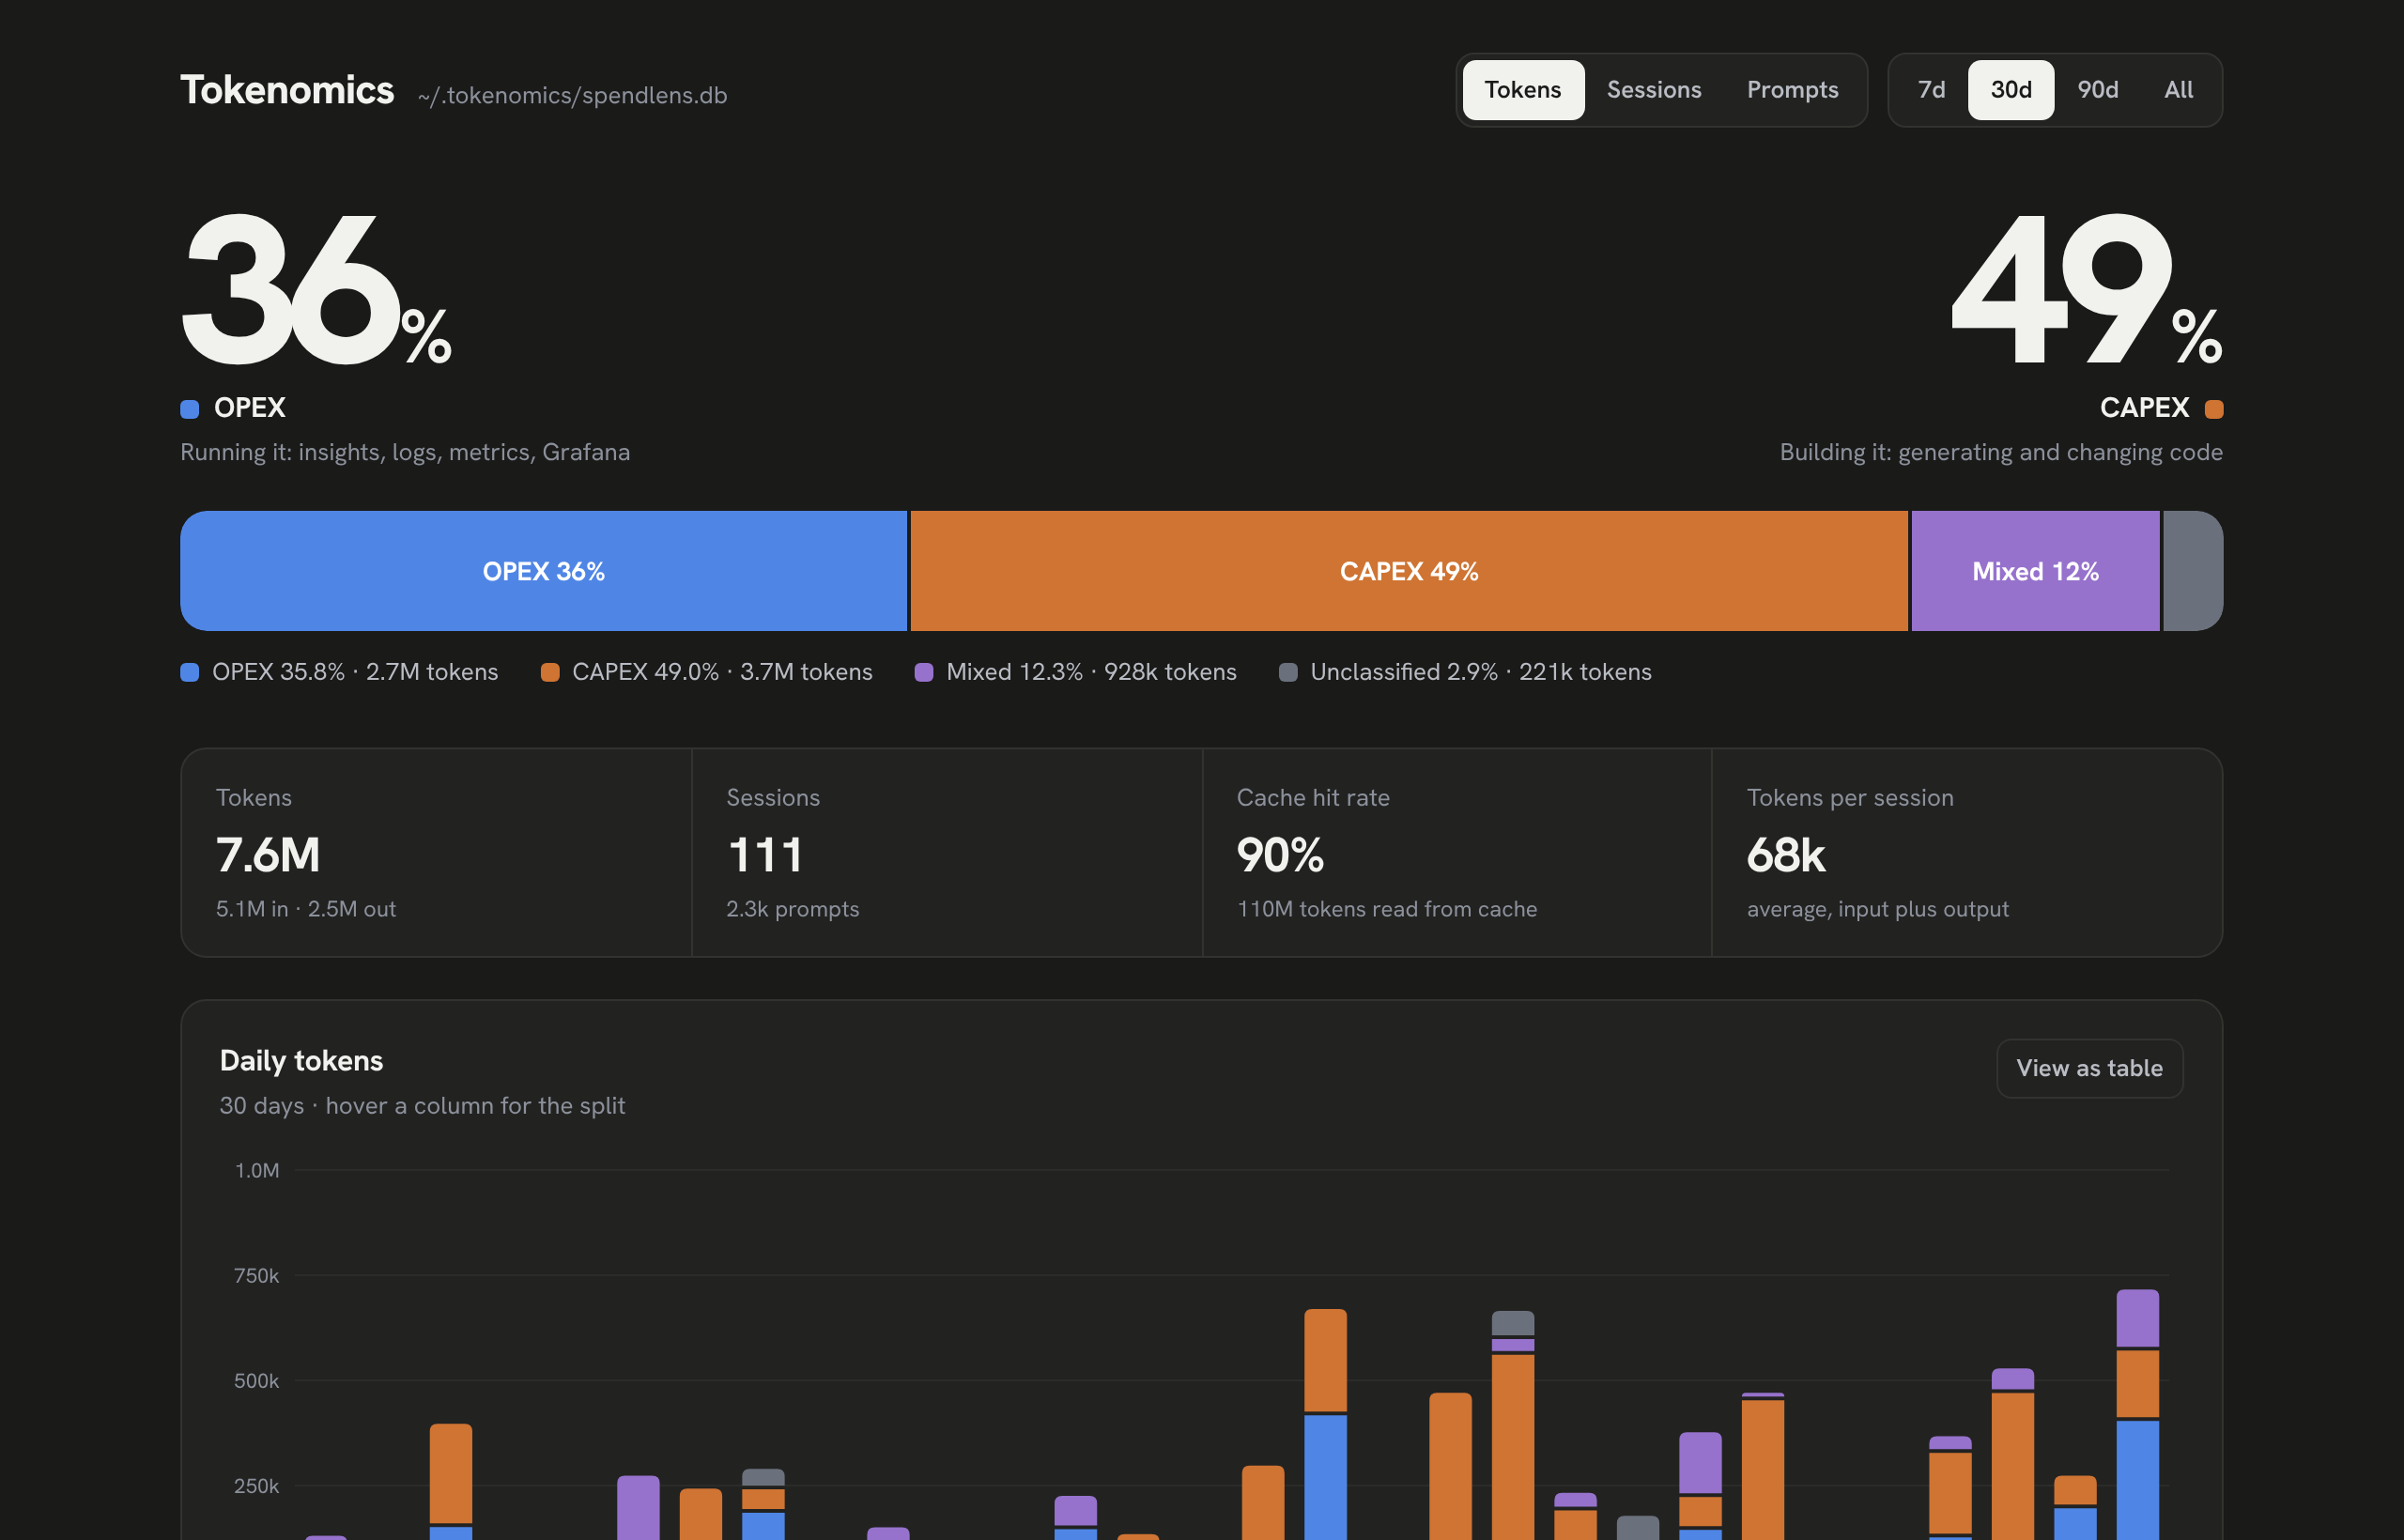 Tokenomics ~/.tokenomics/spendlens.db
Tokens Sessions Prompts
7d 30d 90d All
36%
OPEX
Running it: insights, logs, metrics, Grafana
49%
CAPEX
Building it: generating and changing code
OPEX 36% CAPEX 49% Mixed 12%
OPEX 35.8% · 2.7M tokens CAPEX 49.0% · 3.7M tokens Mixed 12.3% · 928k tokens Unclassified 2.9% · 221k tokens
Tokens
7.6M
5.1M in · 2.5M out
Sessions
111
2.3k prompts
Cache hit rate
90%
110M tokens read from cache
Tokens per session
68k
average, input plus output
Daily tokens
30 days · hover a column for the split
View as table
1.0M
750k
500k
250k